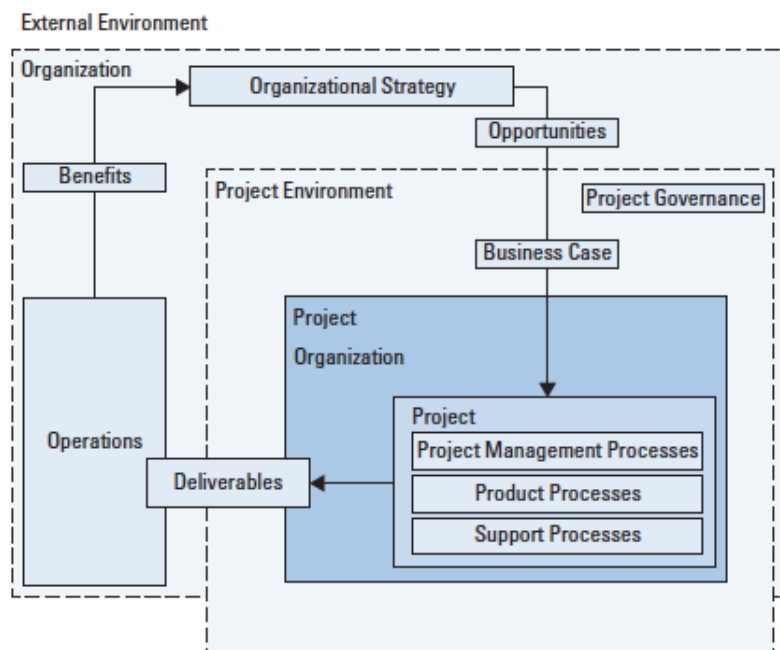 External Environment
Organization
Organizational Strategy
Opportunities
Benefits
Project Environment
Project Governance
Business Case
Project
Organization
Project
Operations
Project Management Processes
Deliverables
Product Processes
Support Processes